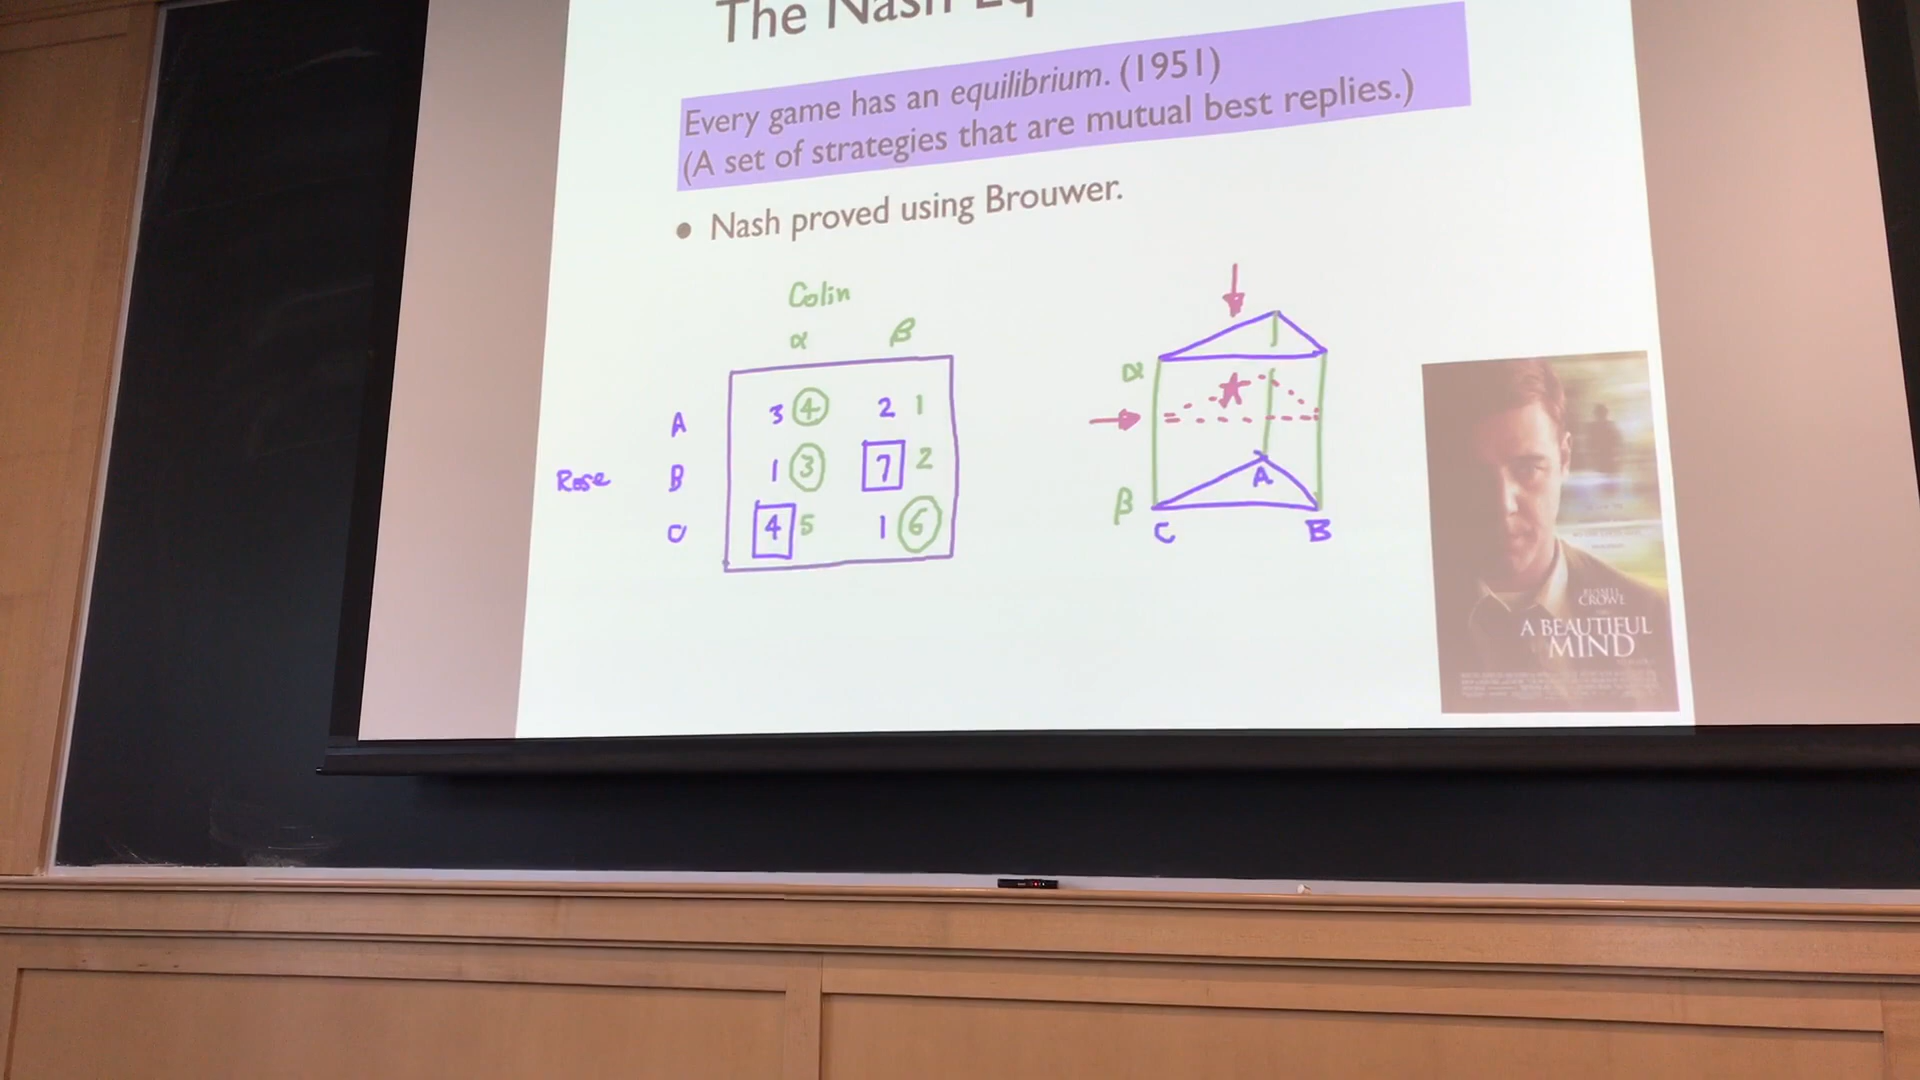 The Nash Eq
Every game has an equilibrium. (1951)
(A set of strategies that are mutual best replies.)
• Nash proved using Brouwer.
Colin
α β
A 3 4 2 1
Rose B 1 3 7 2
C 4 5 1 6
α
β
A
C B
RUSSELL
CROWE
A BEAUTIFUL
MIND